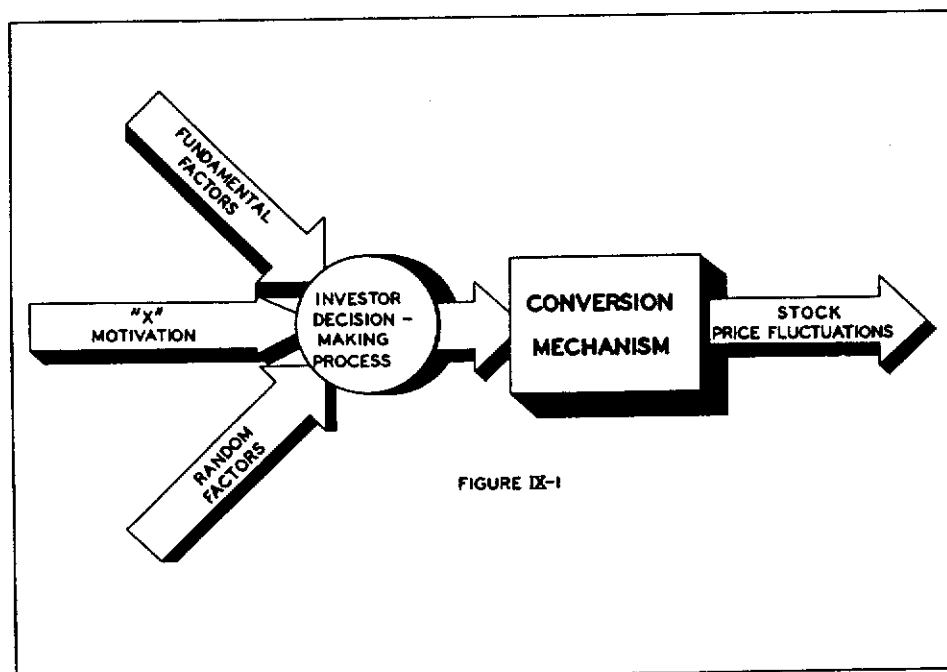 FUNDAMENTAL
FACTORS
"X"
MOTIVATION
RANDOM
FACTORS
INVESTOR
DECISION –
MAKING
PROCESS
CONVERSION
MECHANISM
STOCK
PRICE FLUCTUATIONS
FIGURE IX-1